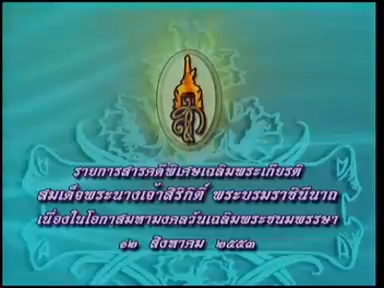 รายการสารคดีพิเศษเฉลิมพระเกียรติ
สมเด็จพระนางเจ้าสิริกิติ์ พระบรมราชินีนาถ
เนื่องในโอกาสมหามงคลวันเฉลิมพระชนมพรรษา
๑๒ สิงหาคม ๒๕๕๓